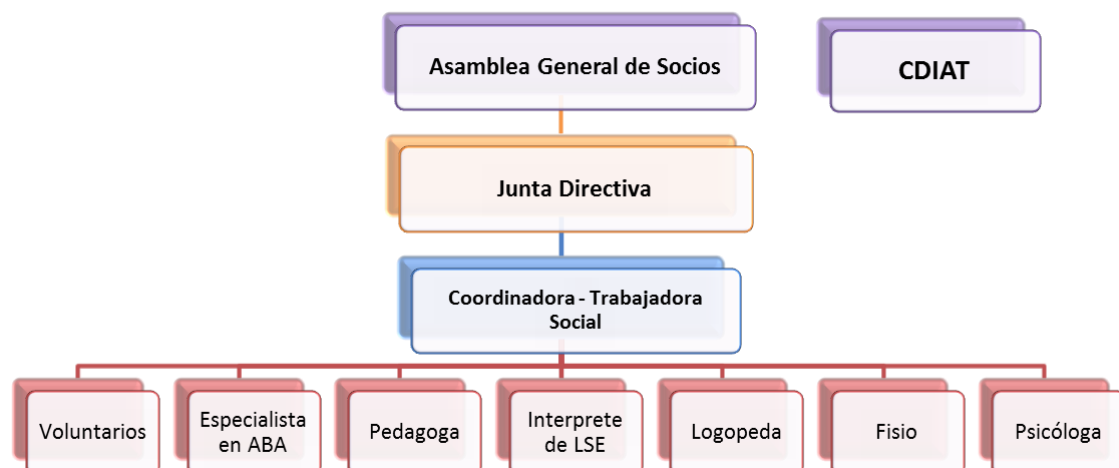 Asamblea General de Socios
CDIAT
Junta Directiva
Coordinadora - Trabajadora
Social
Voluntarios
Especialista
en ABA
Pedagoga
Interprete
de LSE
Logopeda
Fisio
Psicóloga